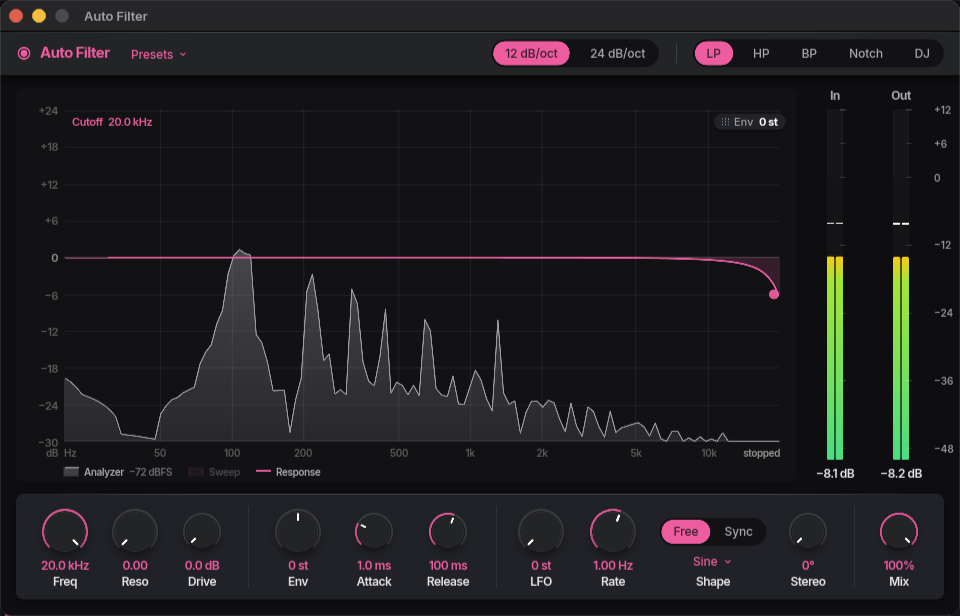 Auto Filter
Auto Filter Presets 12 dB/oct 24 dB/oct LP HP BP Notch DJ
In Out
+24 +12
Cutoff 20.0 kHz Env 0 st
+18 +6
+12 0
+6
0 −12
−6
−12 −24
−18
−24 −36
−30 −48
dB Hz 50 100 200 500 1k 2k 5k 10k stopped
Analyzer −72 dBFS Sweep Response −8.1 dB −8.2 dB
Free Sync
20.0 kHz 0.00 0.0 dB 0 st 1.0 ms 100 ms 0 st 1.00 Hz Sine 0° 100%
Freq Reso Drive Env Attack Release LFO Rate Shape Stereo Mix